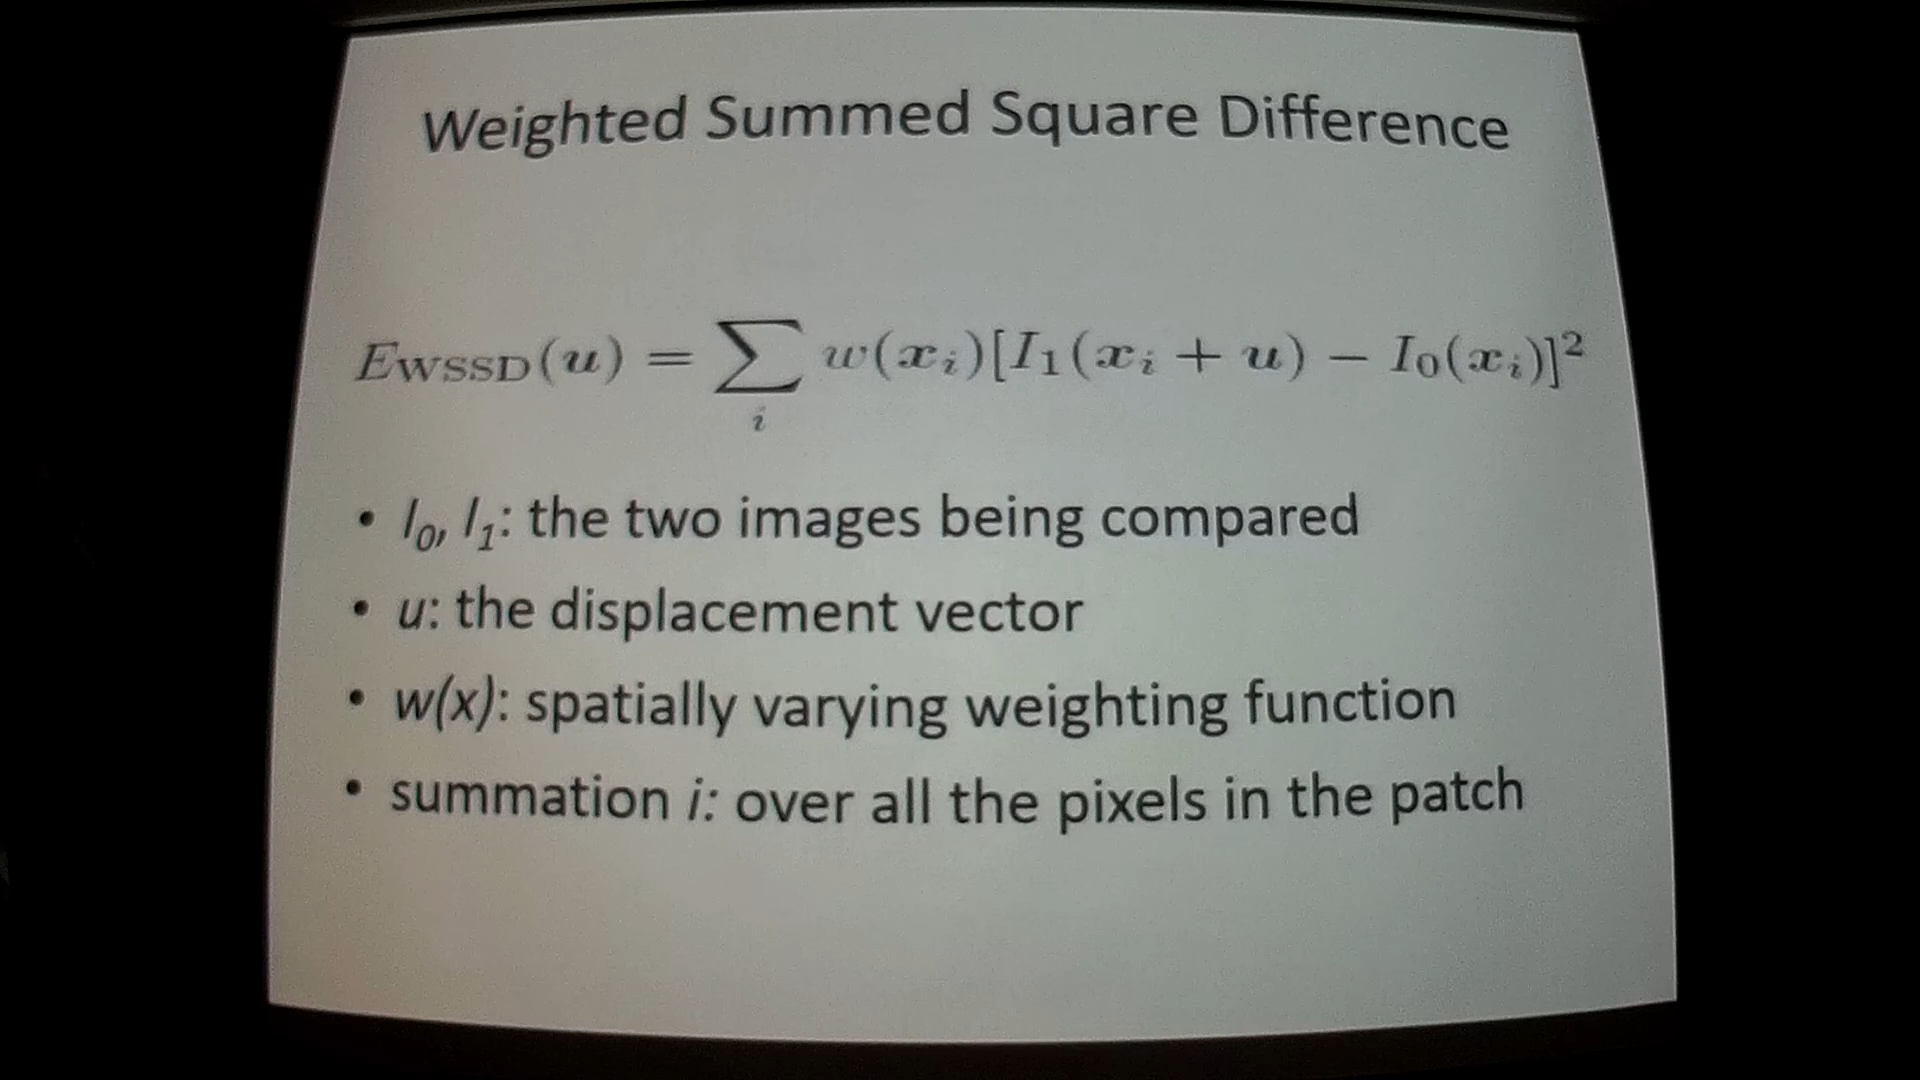 Weighted Summed Square Difference
E_WSSD(u) = ∑_i w(x_i)[I_1(x_i + u) − I_0(x_i)]²
• I_0, I_1: the two images being compared
• u: the displacement vector
• w(x): spatially varying weighting function
• summation i: over all the pixels in the patch